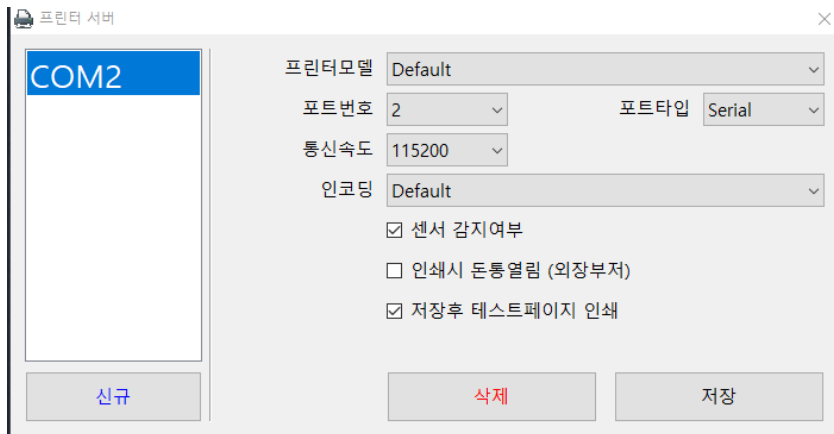 프린터 서버
COM2
프린터모델 Default
포트번호 2 포트타입 Serial
통신속도 115200
인코딩 Default
센서 감지여부
인쇄시 돈통열림 (외장부저)
저장후 테스트페이지 인쇄
신규 삭제 저장